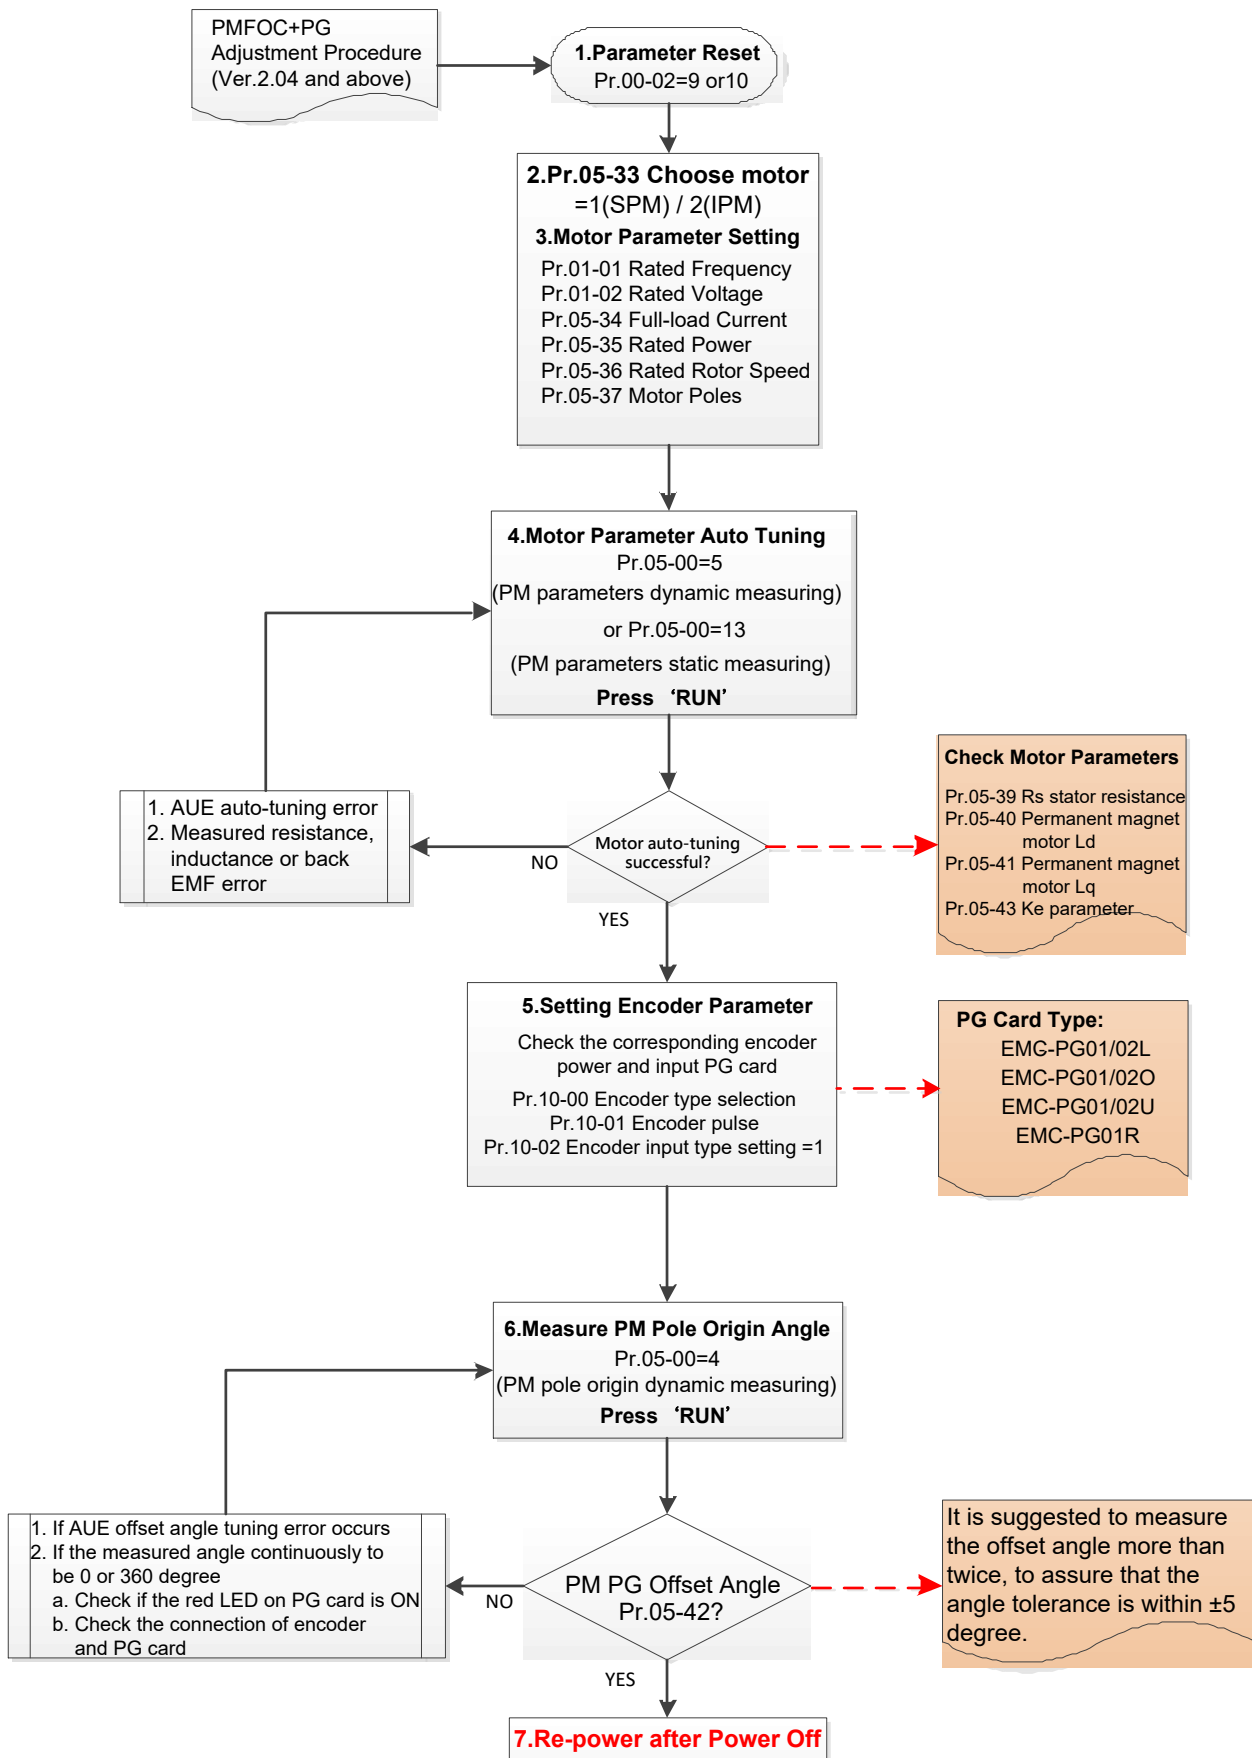 PMFOC+PG
Adjustment Procedure
(Ver.2.04 and above)
1.Parameter Reset
Pr.00-02=9 or10
2.Pr.05-33 Choose motor
=1(SPM) / 2(IPM)
3.Motor Parameter Setting
Pr.01-01 Rated Frequency
Pr.01-02 Rated Voltage
Pr.05-34 Full-load Current
Pr.05-35 Rated Power
Pr.05-36 Rated Rotor Speed
Pr.05-37 Motor Poles
4.Motor Parameter Auto Tuning
Pr.05-00=5
(PM parameters dynamic measuring)
or Pr.05-00=13
(PM parameters static measuring)
Press ‘RUN’
1. AUE auto-tuning error
2. Measured resistance,
inductance or back
EMF error
NO
Motor auto-tuning
successful?
YES
Check Motor Parameters
Pr.05-39 Rs stator resistance
Pr.05-40 Permanent magnet
motor Ld
Pr.05-41 Permanent magnet
motor Lq
Pr.05-43 Ke parameter
5.Setting Encoder Parameter
Check the corresponding encoder
power and input PG card
Pr.10-00 Encoder type selection
Pr.10-01 Encoder pulse
Pr.10-02 Encoder input type setting =1
PG Card Type:
EMC-PG01/02L
EMC-PG01/02O
EMC-PG01/02U
EMC-PG01R
6.Measure PM Pole Origin Angle
Pr.05-00=4
(PM pole origin dynamic measuring)
Press ‘RUN’
1. If AUE offset angle tuning error occurs
2. If the measured angle continuously to
be 0 or 360 degree
a. Check if the red LED on PG card is ON
b. Check the connection of encoder
and PG card
NO
PM PG Offset Angle
Pr.05-42?
YES
It is suggested to measure
the offset angle more than
twice, to assure that the
angle tolerance is within ±5
degree.
7.Re-power after Power Off